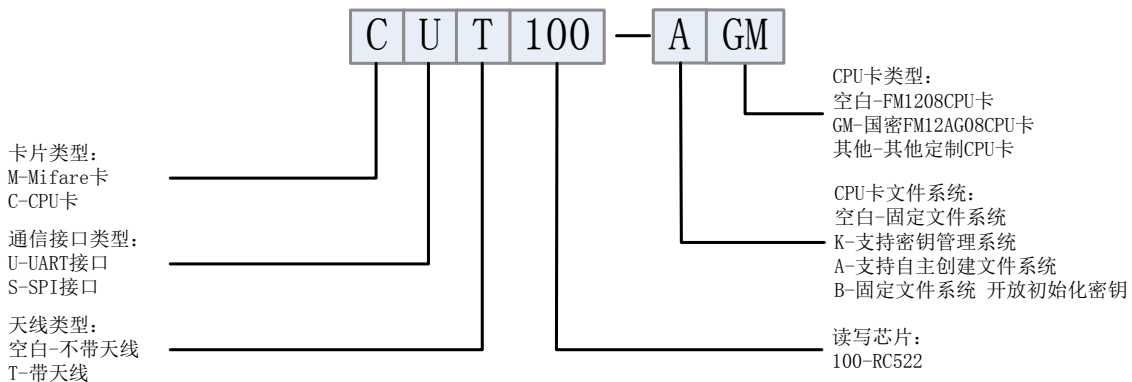 CUT100—AGM
卡片类型：
M-Mifare卡
C-CPU卡
通信接口类型：
U-UART接口
S-SPI接口
天线类型：
空白-不带天线
T-带天线
CPU卡类型：
空白-FM1208CPU卡
GM-国密FM12AG08CPU卡
其他-其他定制CPU卡
CPU卡文件系统：
空白-固定文件系统
K-支持密钥管理系统
A-支持自主创建文件系统
B-固定文件系统 开放初始化密钥
读写芯片：
100-RC522